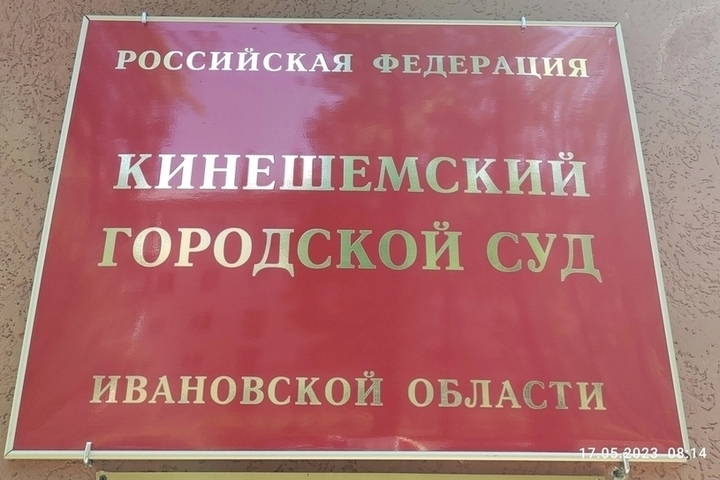 РОССИЙСКАЯ ФЕДЕРАЦИЯ
КИНЕШЕМСКИЙ
ГОРОДСКОЙ СУД
ИВАНОВСКОЙ ОБЛАСТИ
17.05.2023 08:14